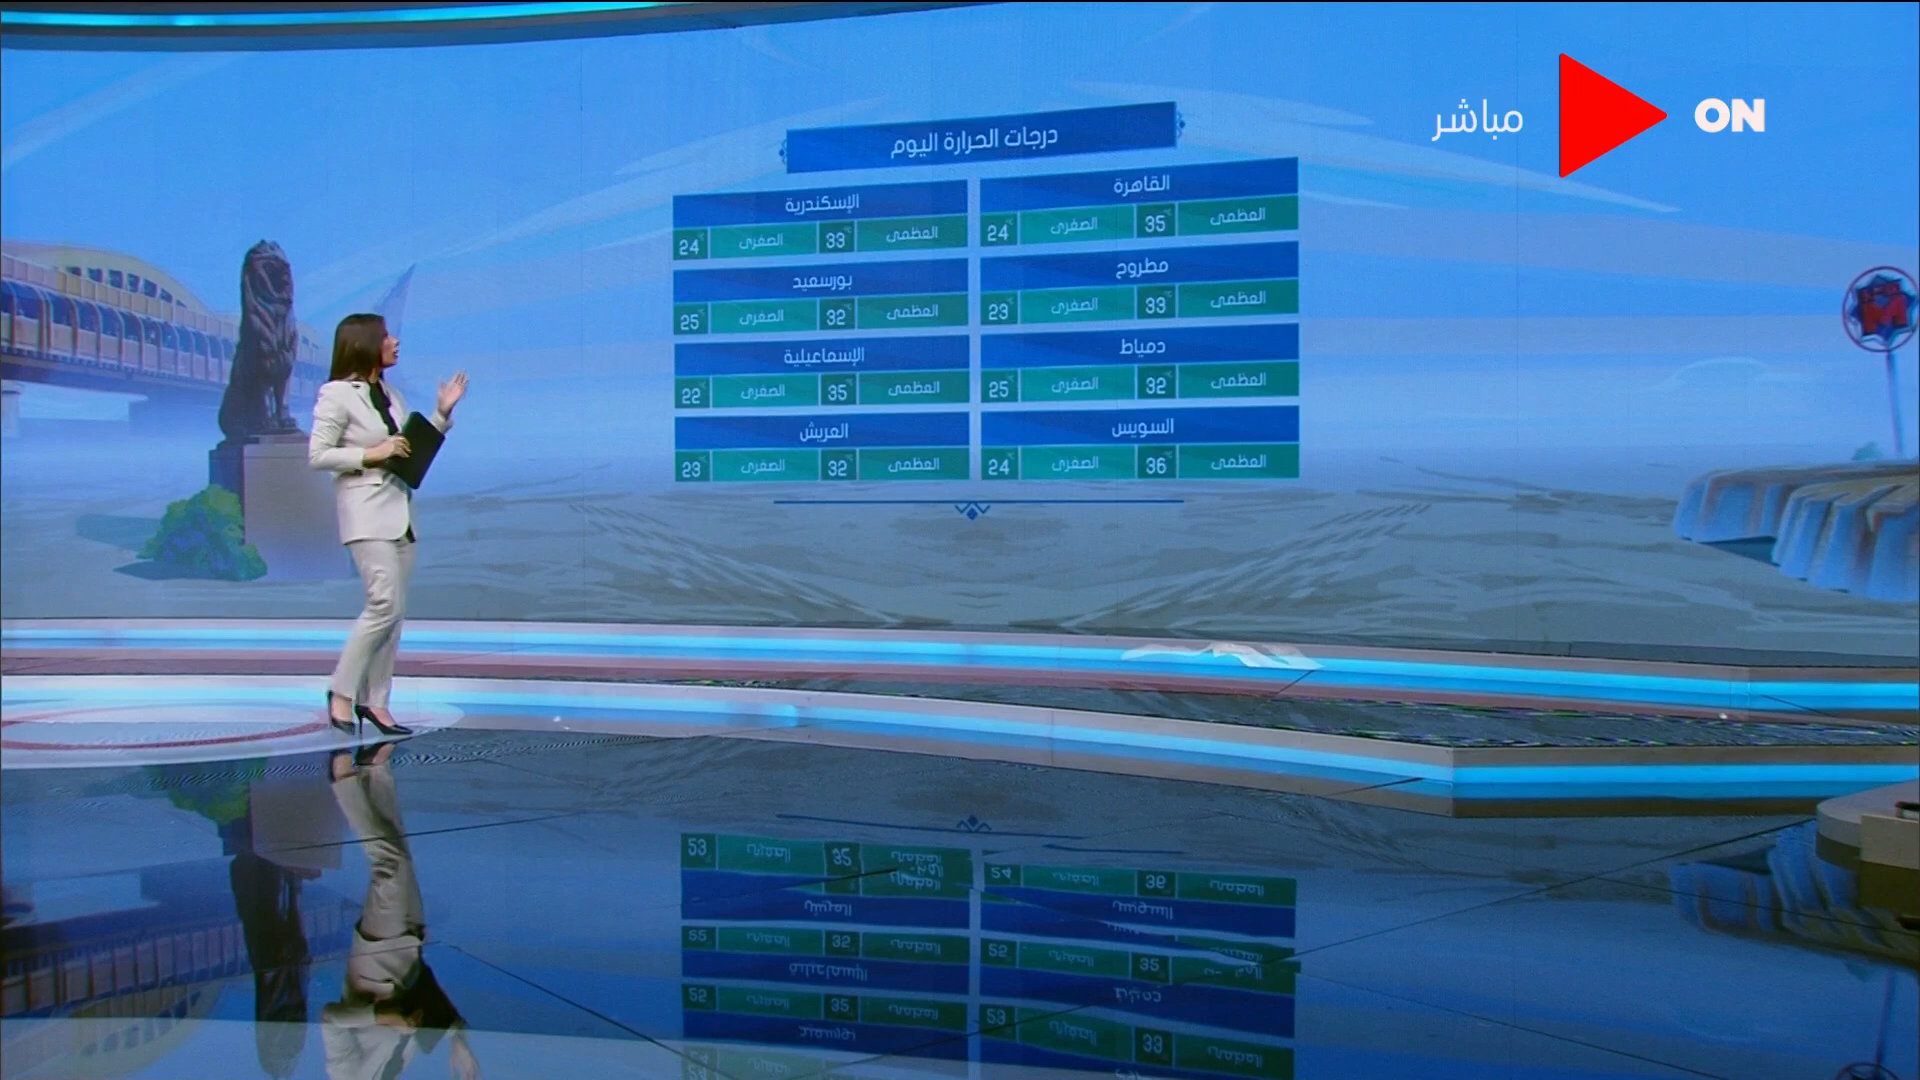 مباشر ON
درجات الحرارة اليوم
القاهرة
العظمى 35 الصغرى 24
الإسكندرية
العظمى 33 الصغرى 24
مطروح
العظمى 33 الصغرى 23
بورسعيد
العظمى 32 الصغرى 25
دمياط
العظمى 32 الصغرى 25
الإسماعيلية
العظمى 35 الصغرى 22
السويس
العظمى 36 الصغرى 24
العريش
العظمى 32 الصغرى 23
M